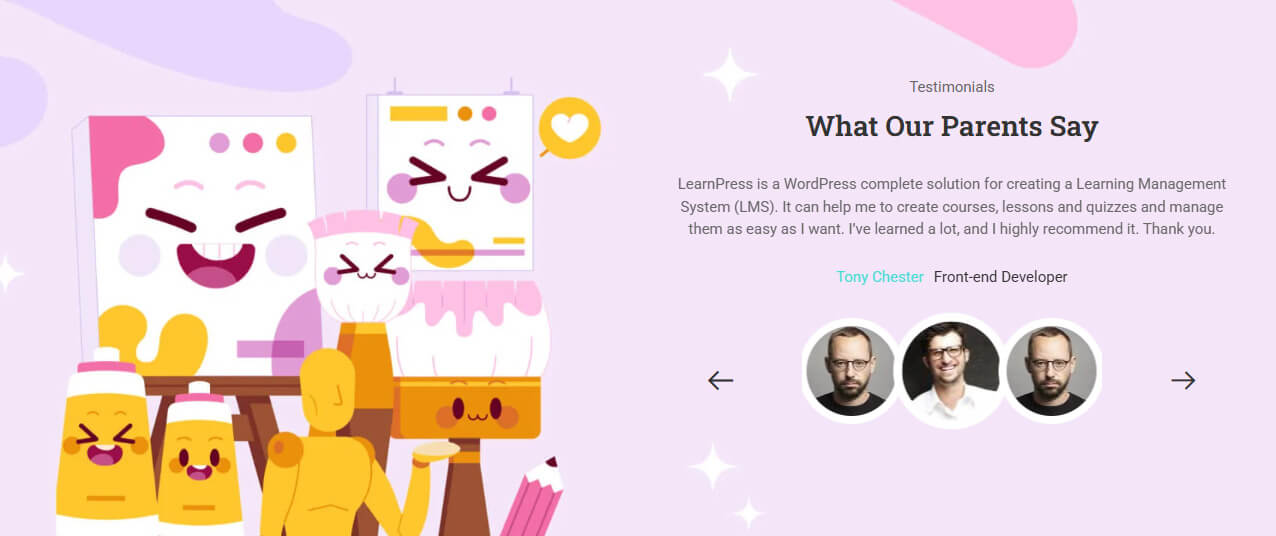 Testimonials
What Our Parents Say
LearnPress is a WordPress complete solution for creating a Learning Management
System (LMS). It can help me to create courses, lessons and quizzes and manage
them as easy as I want. I've learned a lot, and I highly recommend it. Thank you.
Tony Chester Front-end Developer